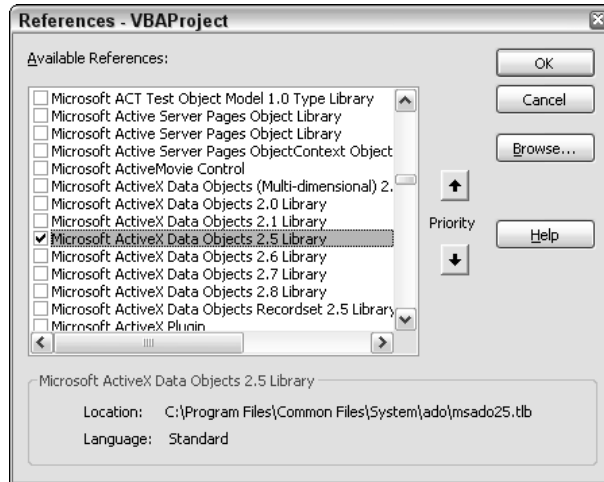 References - VBAProject
Available References:
Microsoft ACT Test Object Model 1.0 Type Library
Microsoft Active Server Pages Object Library
Microsoft Active Server Pages Object Library
Microsoft Active Server Pages ObjectContext Object
Microsoft ActiveMovie Control
Microsoft ActiveX Data Objects (Multi-dimensional) 2.
Microsoft ActiveX Data Objects 2.0 Library
Microsoft ActiveX Data Objects 2.1 Library
Microsoft ActiveX Data Objects 2.5 Library
Microsoft ActiveX Data Objects 2.6 Library
Microsoft ActiveX Data Objects 2.7 Library
Microsoft ActiveX Data Objects 2.8 Library
Microsoft ActiveX Data Objects Recordset 2.5 Library
Microsoft ActiveX Plugin
Priority
OK
Cancel
Browse...
Help
Microsoft ActiveX Data Objects 2.5 Library
Location: C:\Program Files\Common Files\System\ado\msado25.tlb
Language: Standard